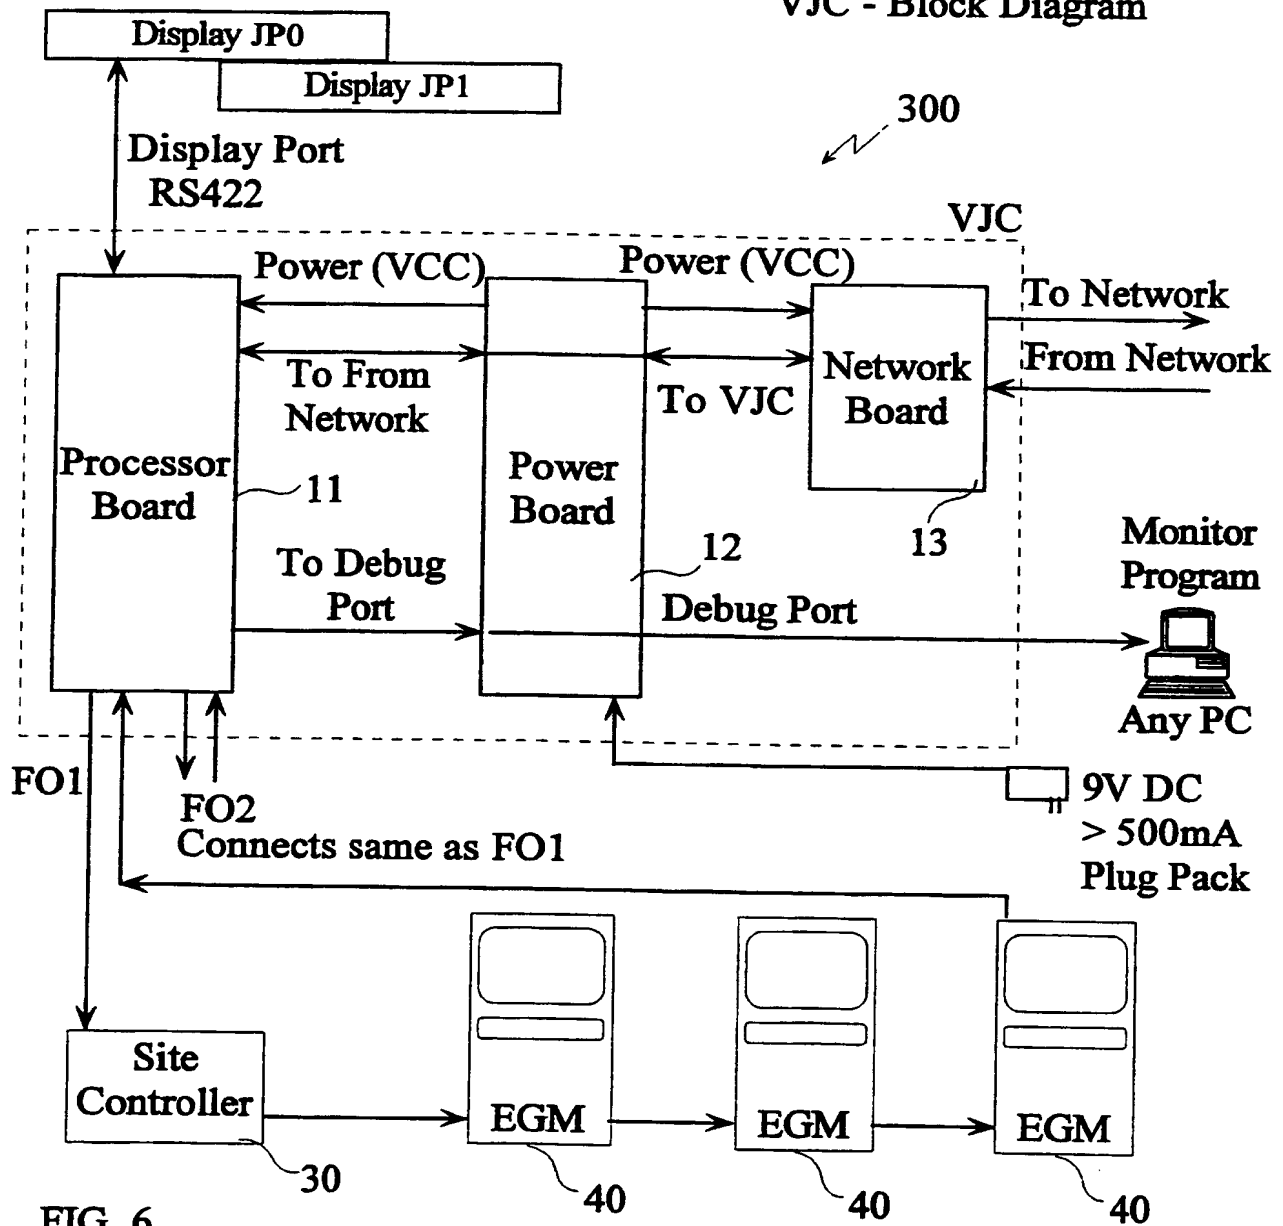 VJC - Block Diagram
Display JP0
Display JP1
300
Display Port
RS422
VJC
Power (VCC)
Power (VCC)
To Network
From Network
To From
Network
To VJC
Network
Board
Processor
Board
11
Power
Board
12
13
To Debug
Port
Debug Port
Monitor
Program
Any PC
FO1
FO2
Connects same as FO1
9V DC
> 500mA
Plug Pack
Site
Controller
EGM
EGM
EGM
30
40
40
40
FIG. 6